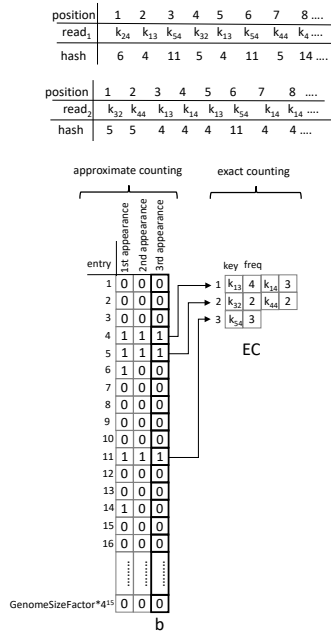 position 1 2 3 4 5 6 7 8 ....
read₁ k₂₄ k₁₃ k₅₄ k₃₂ k₁₃ k₅₄ k₄₄ k₄ ....
hash 6 4 11 5 4 11 5 14 ....
position 1 2 3 4 5 6 7 8 ....
read₂ k₃₂ k₄₄ k₁₃ k₁₄ k₁₃ k₅₄ k₁₄ k₁₄ ....
hash 5 5 4 4 4 11 4 4 ....
approximate counting exact counting
entry 1st appearance 2nd appearance 3rd appearance
1 0 0 0
2 0 0 0
3 0 0 0
4 1 1 1
5 1 1 1
6 1 0 0
7 0 0 0
8 0 0 0
9 0 0 0
10 0 0 0
11 1 1 1
12 0 0 0
13 0 0 0
14 1 0 0
15 0 0 0
16 0 0 0
...... ...... ......
GenomeSizeFactor*4¹⁵ 0 0 0
key freq
1 k₁₃ 4 k₁₄ 3
2 k₃₂ 2 k₄₄ 2
3 k₅₄ 3
EC
b